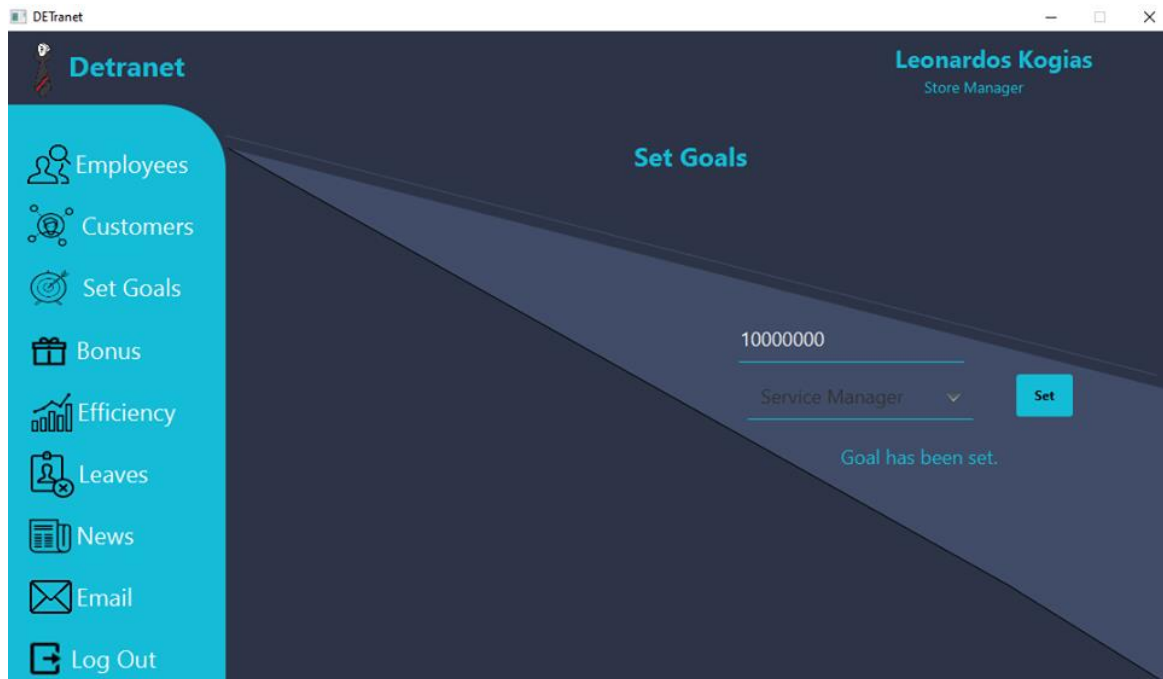 DETranet
Detranet
Leonardos Kogias
Store Manager
Employees
Customers
Set Goals
Bonus
Efficiency
Leaves
News
Email
Log Out
Set Goals
10000000
Service Manager
Set
Goal has been set.